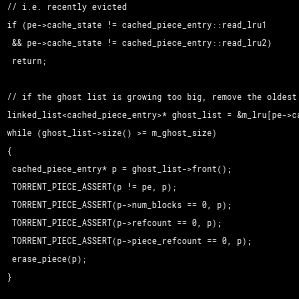 // i.e. recently evicted
if (pe->cache_state != cached_piece_entry::read_lru1
&& pe->cache_state != cached_piece_entry::read_lru2)
return;
// if the ghost list is growing too big, remove the oldest
linked_list<cached_piece_entry>* ghost_list = &m_lru[pe->ca
while (ghost_list->size() >= m_ghost_size)
{
cached_piece_entry* p = ghost_list->front();
TORRENT_PIECE_ASSERT(p != pe, p);
TORRENT_PIECE_ASSERT(p->num_blocks == 0, p);
TORRENT_PIECE_ASSERT(p->refcount == 0, p);
TORRENT_PIECE_ASSERT(p->piece_refcount == 0, p);
erase_piece(p);
}